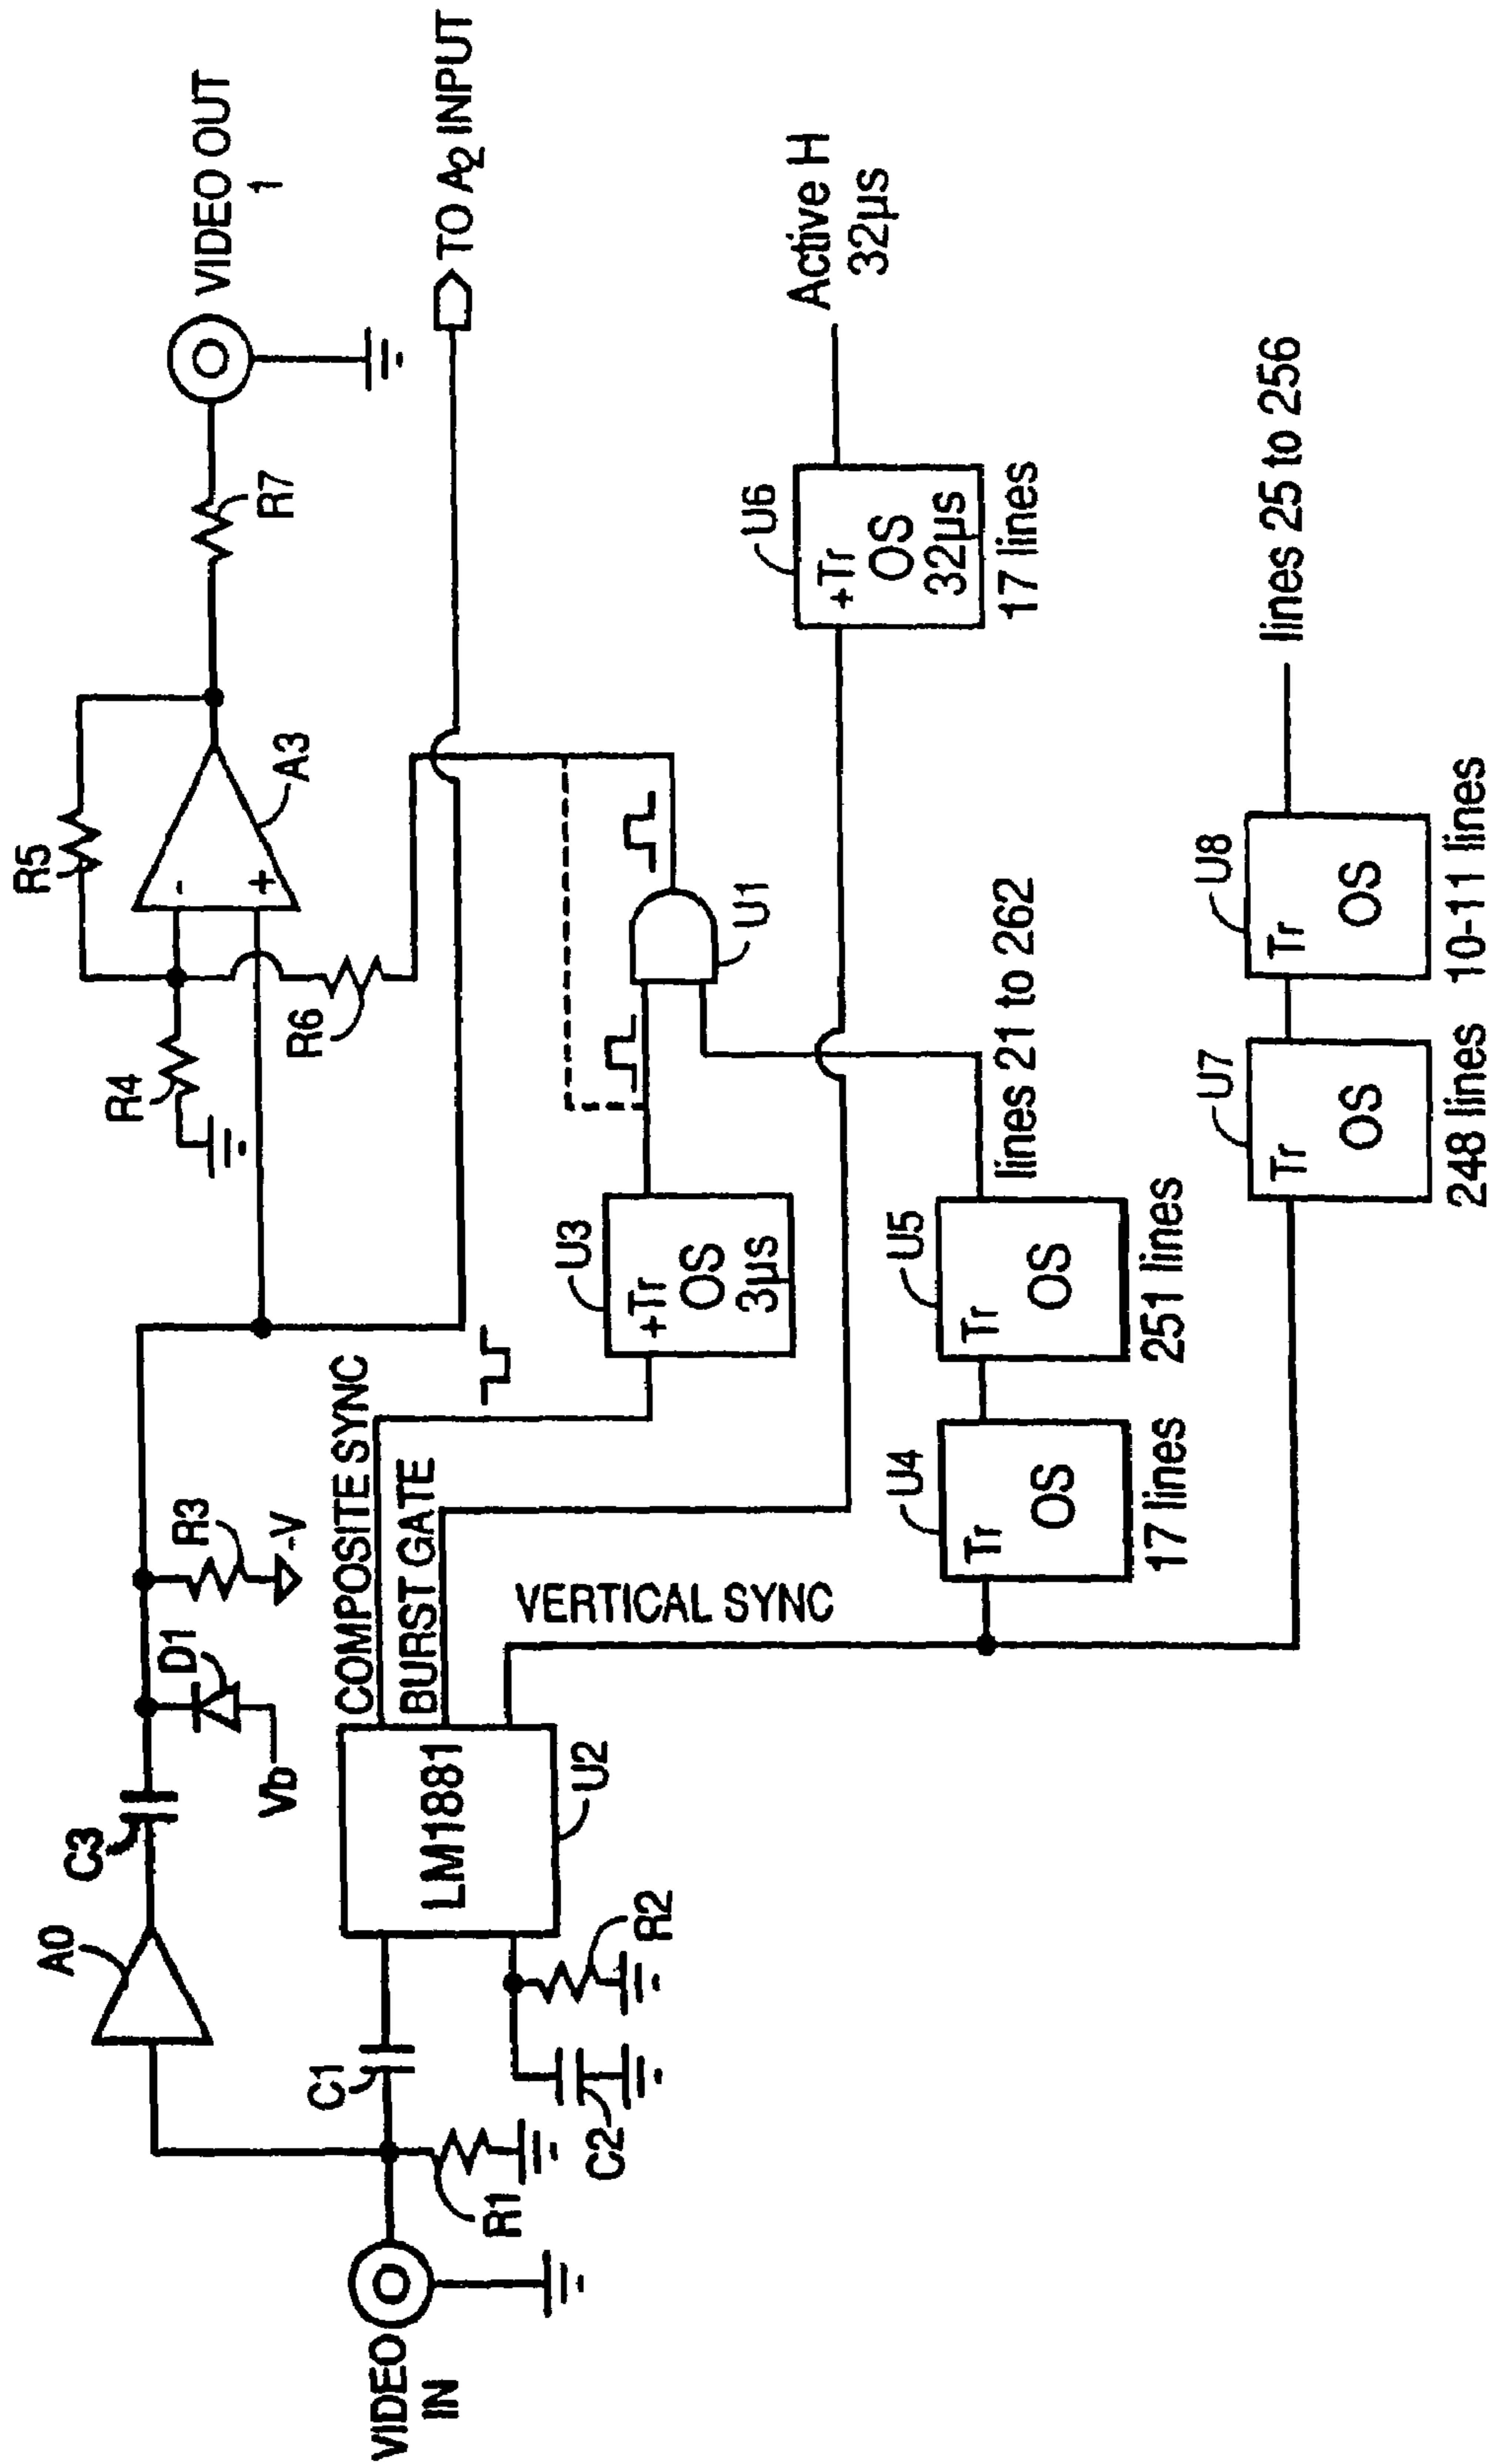 VIDEO
IN
R1
C1
A0
C3
D1
Vb
R3
-V
C2
R2
LM1881
U2
COMPOSITE SYNC
BURST GATE
VERTICAL SYNC
R4
R5
R6
-
+
A3
R7
VIDEO OUT
1
TO A2 INPUT
U3
+Tr
OS
3µs
U1
U4
Tr
OS
17 lines
U5
Tr
OS
251 lines
lines 21 to 262
U6
+Tr
OS
32µs
17 lines
Active H
32µs
U7
Tr
OS
248 lines
U8
Tr
OS
10-11 lines
lines 25 to 256